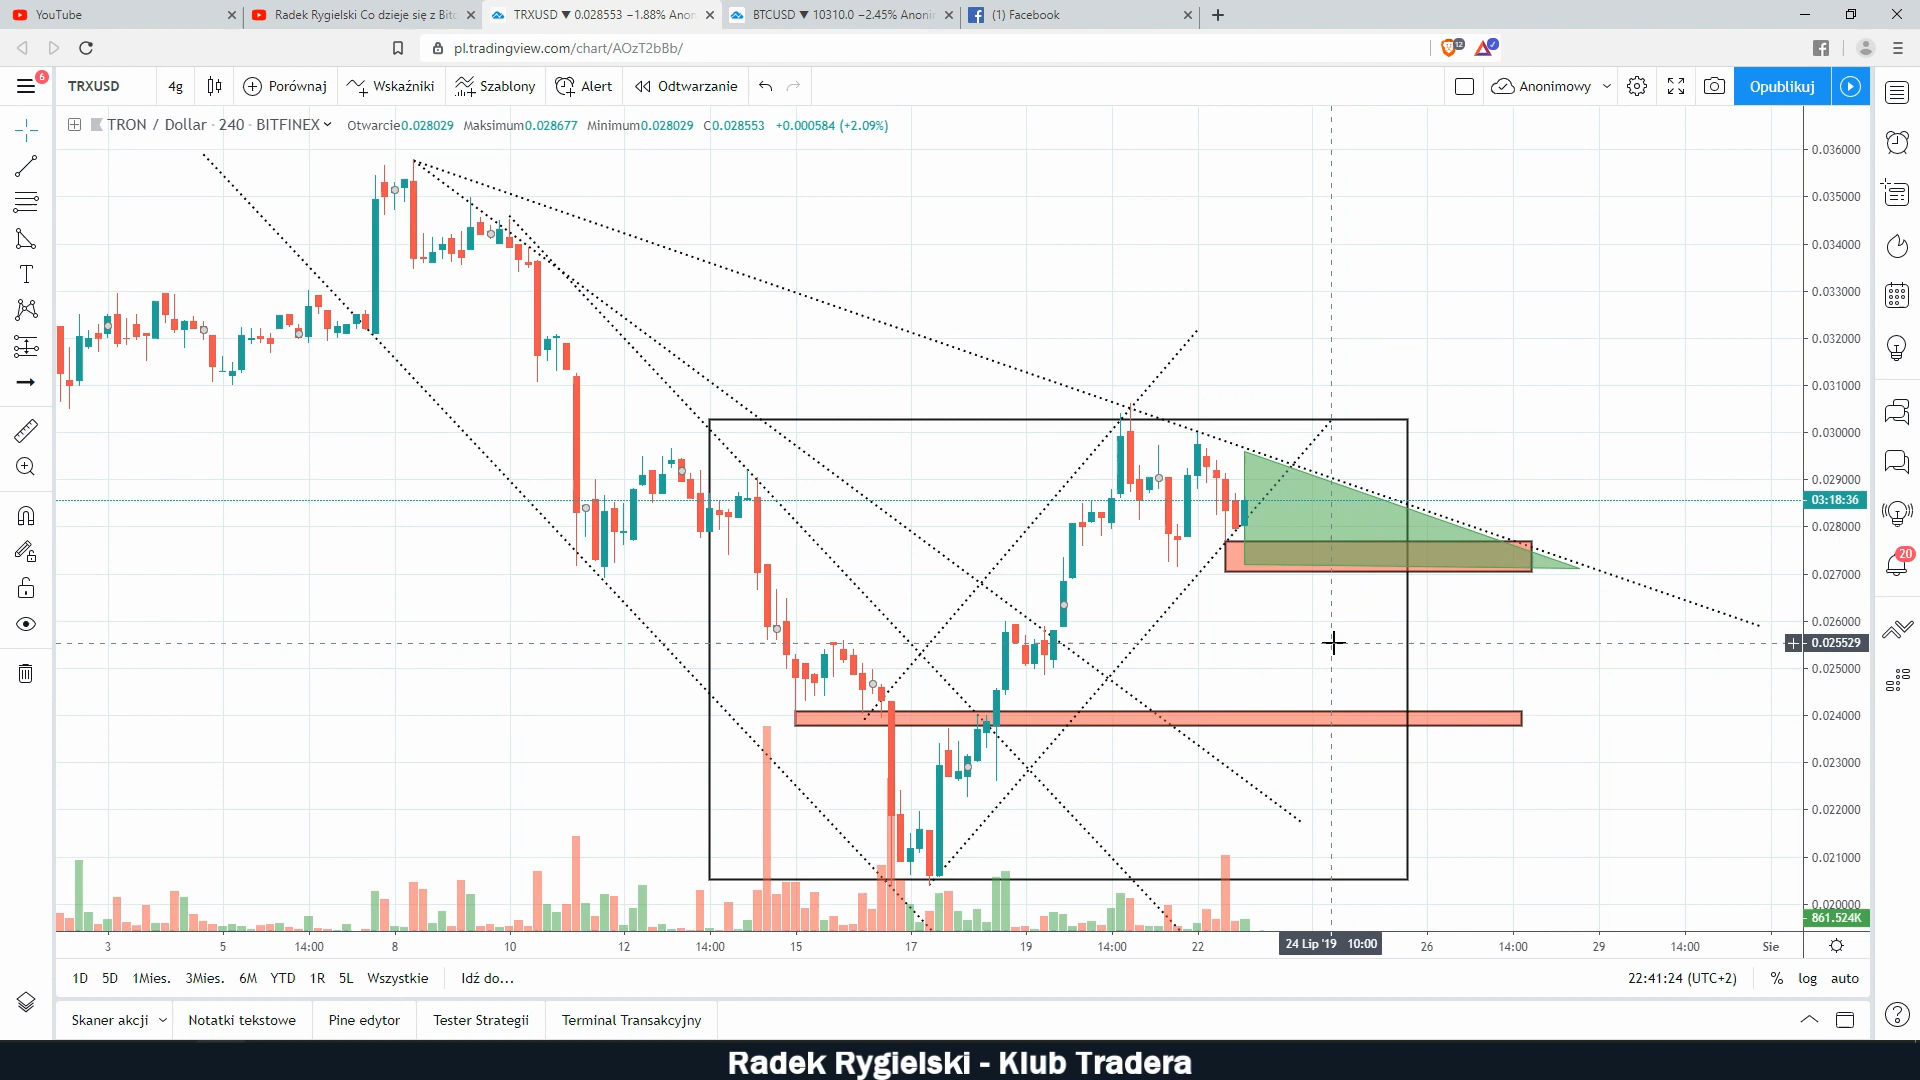 YouTube
Radek Rygielski Co dzieje się z Bitc
TRXUSD ▼ 0.028553 −1.88% Anon
BTCUSD ▼ 10310.0 −2.45% Anoni
(1) Facebook
pl.tradingview.com/chart/AOzT2bBb/
12
6
TRXUSD
4g
Porównaj
Wskaźniki
Szablony
Alert
Odtwarzanie
Anonimowy
Opublikuj
TRON / Dollar · 240 · BITFINEX
Otwarcie0.028029 Maksimum0.028677 Minimum0.028029 C0.028553 +0.000584 (+2.09%)
0.036000
0.035000
0.034000
0.033000
0.032000
0.031000
0.030000
0.029000
03:18:36
0.028000
20
0.027000
0.026000
0.025529
0.025000
0.024000
0.023000
0.022000
0.021000
0.020000
861.524K
3 5 14:00 8 10 12 14:00 15 17 19 14:00 22 24 Lip '19 10:00 26 14:00 29 14:00 Sie
1D 5D 1Mies. 3Mies. 6M YTD 1R 5L Wszystkie Idź do...
22:41:24 (UTC+2) % log auto
Skaner akcji Notatki tekstowe Pine edytor Tester Strategii Terminal Transakcyjny
Radek Rygielski - Klub Tradera